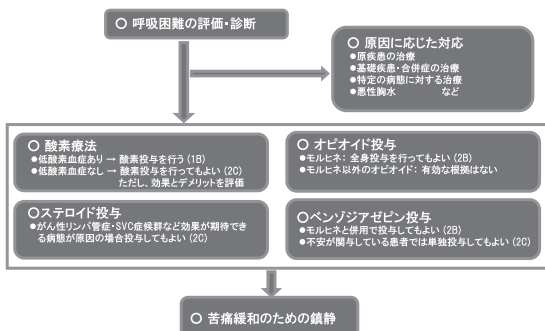 ○ 呼吸困難の評価・診断
○ 原因に応じた対応
●原疾患の治療
●基礎疾患・合併症の治療
●特定の病態に対する治療
●悪性胸水 など
○ 酸素療法
●低酸素血症あり → 酸素投与を行う (1B)
●低酸素血症なし → 酸素投与を行ってもよい (2C)
ただし、効果とデメリットを評価
○ オピオイド投与
●モルヒネ: 全身投与を行ってもよい (2B)
●モルヒネ以外のオピオイド: 有効な根拠はない
○ステロイド投与
●がん性リンパ管症・SVC症候群など効果が期待でき
る病態が原因の場合投与してもよい (2C)
○ベンゾジアゼピン投与
●モルヒネと併用で投与してもよい (2B)
●不安が関与している患者では単独投与してもよい (2C)
○ 苦痛緩和のための鎮静